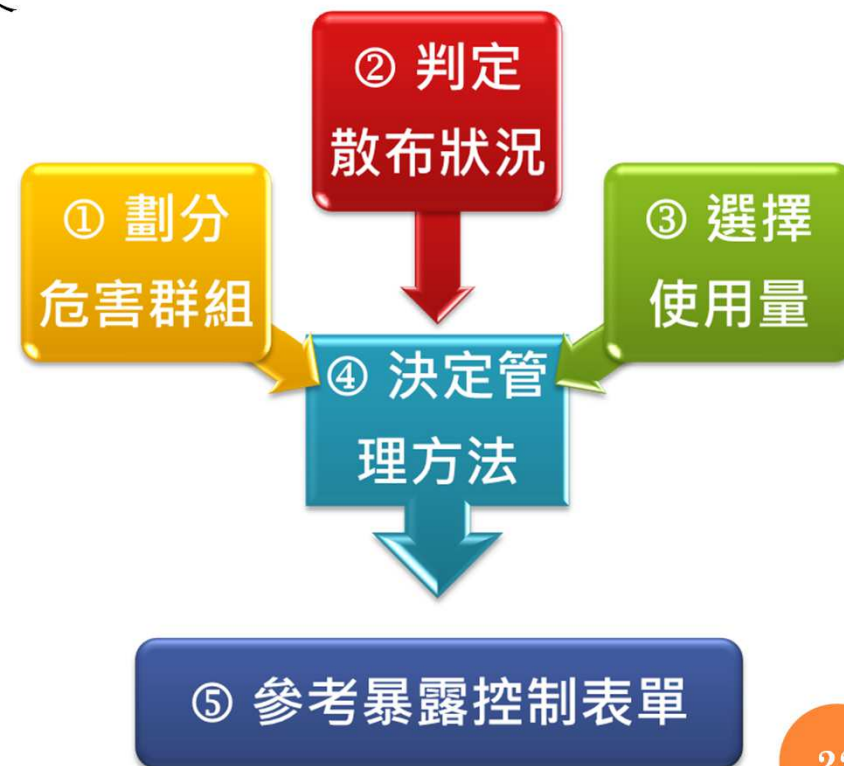 ① 劃分
危害群組
② 判定
散布狀況
③ 選擇
使用量
④ 決定管
理方法
⑤ 參考暴露控制表單